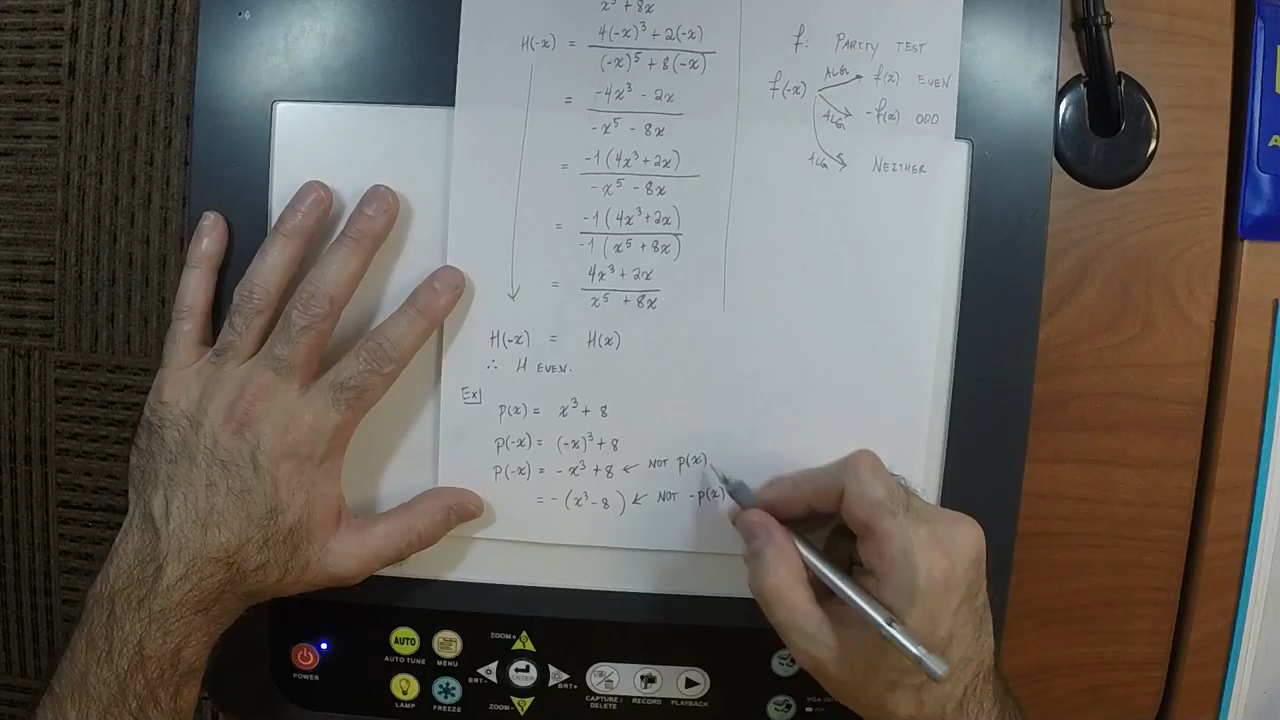 x⁵ + 8x
H(-x) = 4(-x)³ + 2(-x) / (-x)⁵ + 8(-x)
= -4x³ - 2x / -x⁵ - 8x
= -1(4x³+2x) / -x⁵ - 8x
= -1(4x³+2x) / -1(x⁵+8x)
= 4x³+2x / x⁵ + 8x
H(-x) = H(x)
∴ H EVEN.
Ex
p(x) = x³ + 8
p(-x) = (-x)³ + 8
p(-x) = -x³ + 8 ← NOT p(x)
= -(x³-8) ← NOT -p(x)
f: PARITY TEST
f(-x) ALG → f(x) EVEN
ALG → -f(x) ODD
ALG → NEITHER
POWER
AUTO
AUTO TUNE
MENU
LAMP
FREEZE
ZOOM+
BRT-
ENTER
BRT+
ZOOM-
CAPTURE / DELETE
RECORD
PLAYBACK